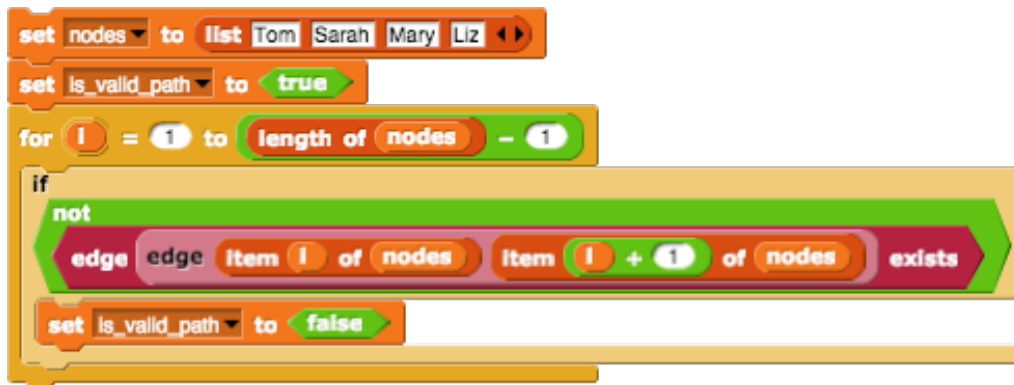 set nodes to list Tom Sarah Mary Liz
set is_valid_path to true
for i = 1 to length of nodes - 1
if
not
edge edge item i of nodes item i + 1 of nodes exists
set is_valid_path to false